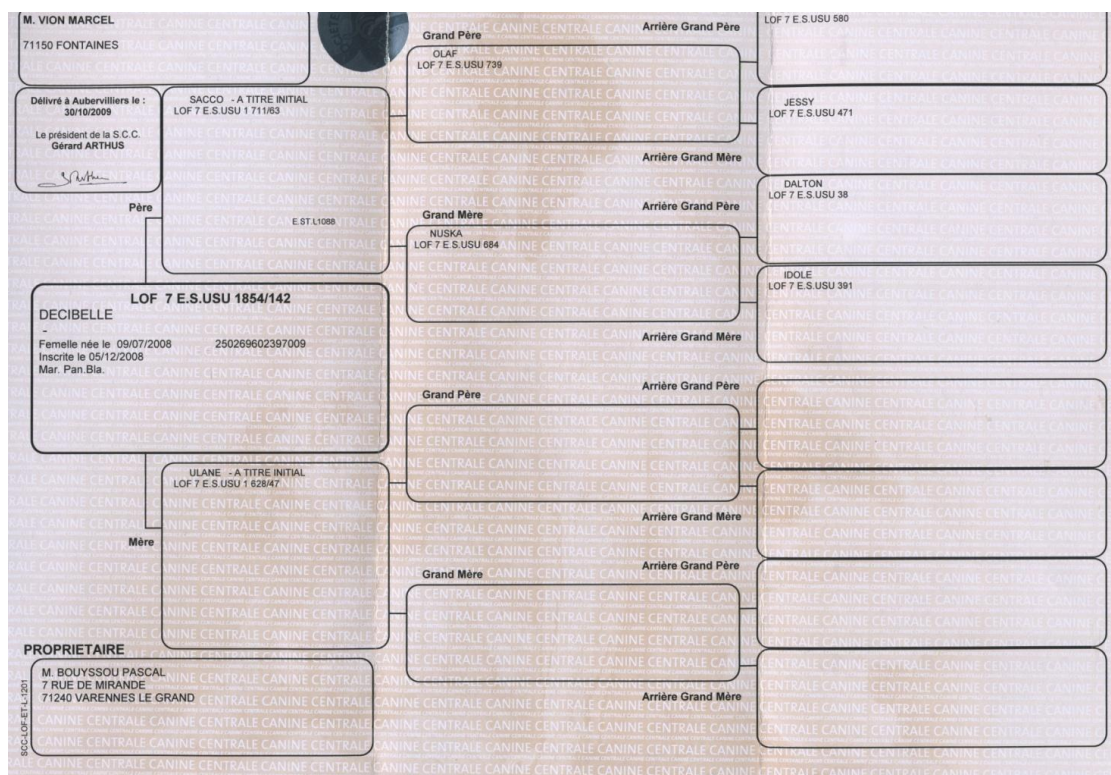 M. VION MARCEL
71150 FONTAINES
Délivré à Aubervilliers le :
30/10/2009
Le président de la S.C.C.
Gérard ARTHUS
Père
SACCO - A TITRE INITIAL
LOF 7 E.S.USU 1 711/63
E.ST.L1088
Grand Père
OLAF
LOF 7 E.S.USU 739
Grand Mère
NUSKA
LOF 7 E.S.USU 684
Arrière Grand Père
LOF 7 E.S.USU 580
JESSY
LOF 7 E.S.USU 471
Arrière Grand Mère
Arrière Grand Père
DALTON
LOF 7 E.S.USU 38
IDOLE
LOF 7 E.S.USU 391
Arrière Grand Mère
LOF 7 E.S.USU 1854/142
DECIBELLE
-
Femelle née le 09/07/2008 250269602397009
Inscrite le 05/12/2008
Mar. Pan.Bla.
Mère
ULANE - A TITRE INITIAL
LOF 7 E.S.USU 1 628/47
Grand Père
Arrière Grand Père
Arrière Grand Mère
Grand Mère
Arrière Grand Père
Arrière Grand Mère
PROPRIETAIRE
M. BOUYSSOU PASCAL
7 RUE DE MIRANDE
71240 VARENNES LE GRAND
SCC-LOF-ET-L-1201